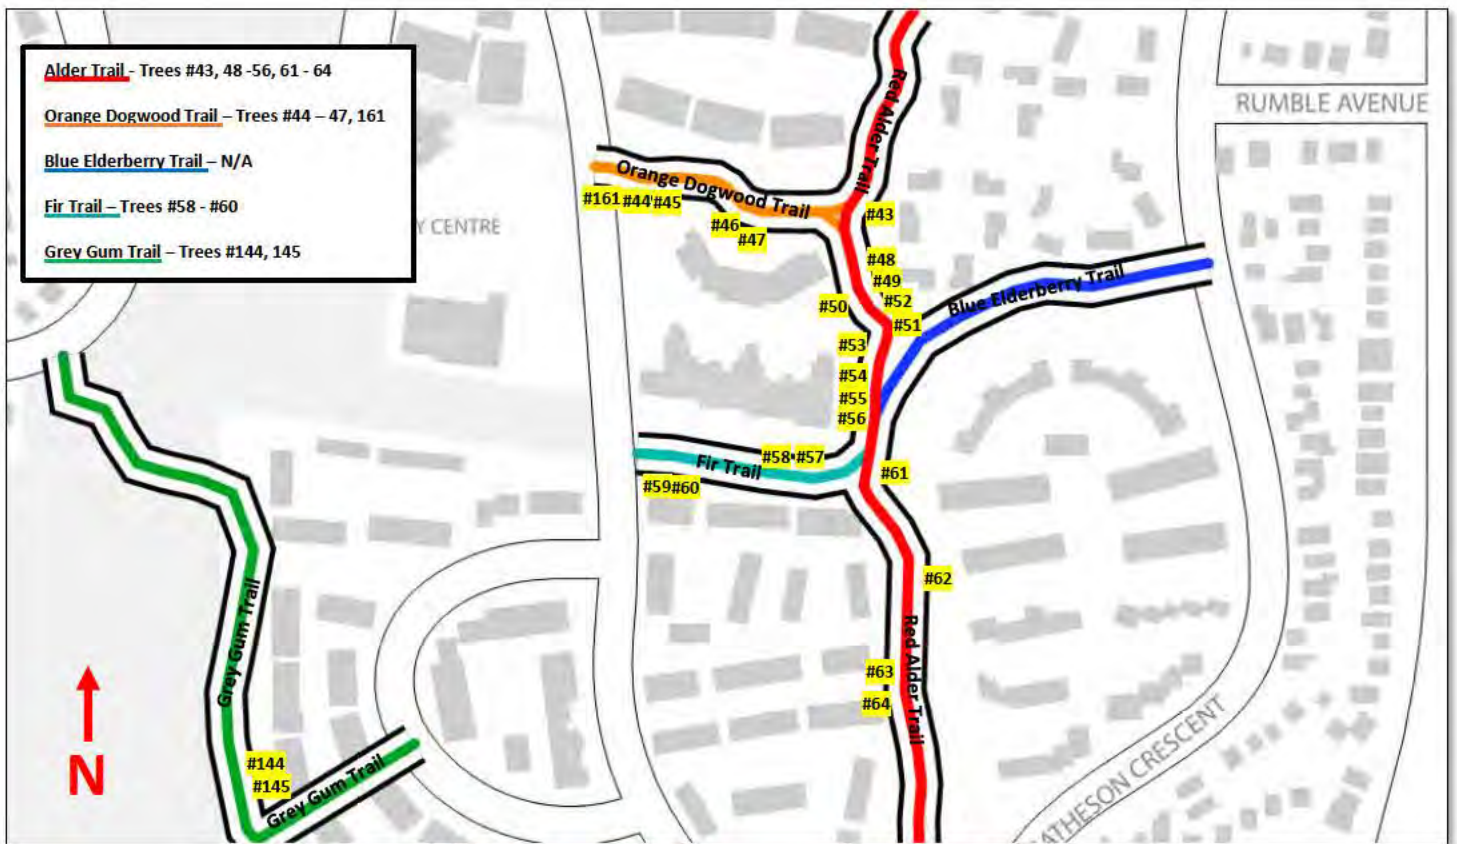 Alder Trail - Trees #43, 48 -56, 61 - 64
Orange Dogwood Trail – Trees #44 – 47, 161
Blue Elderberry Trail – N/A
Fir Trail – Trees #58 - #60
Grey Gum Trail – Trees #144, 145
Y CENTRE
RUMBLE AVENUE
Red Alder Trail
Orange Dogwood Trail
#161 #44 #45
#46
#47
#43
#48
#49
#50
#52
#51
Blue Elderberry Trail
#53
#54
#55
#56
Fir Trail
#58 #57
#59 #60
#61
#62
Red Alder Trail
#63
#64
Grey Gum Trail
#144
#145
Grey Gum Trail
N
ATHESON CRESCENT